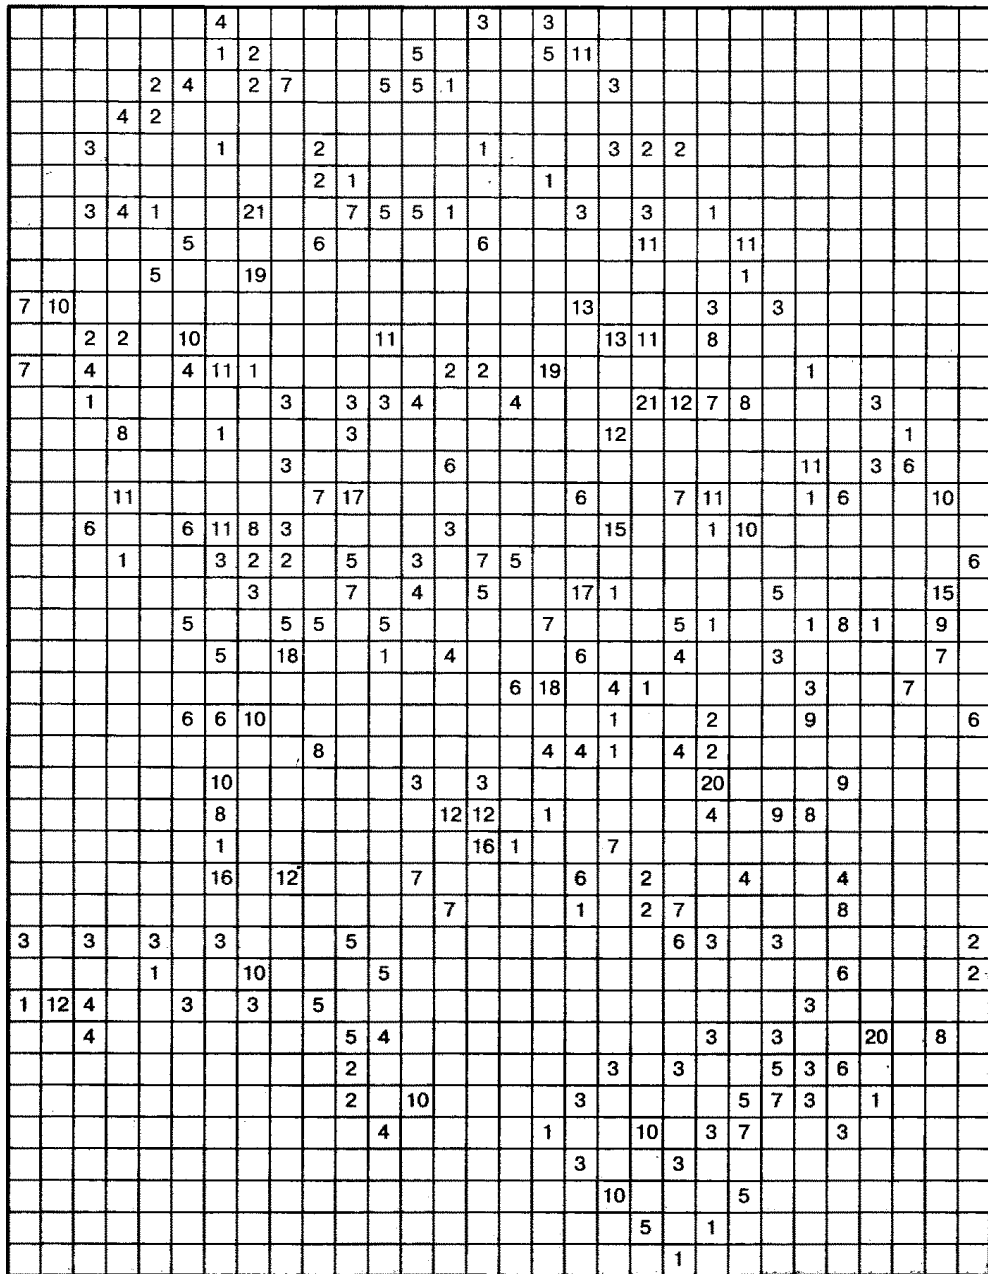 4 3 3
1 2 5 5 11
2 4 2 7 5 5 1 3
4 2
3 1 2 1 3 2 2
2 1 1
3 4 1 21 7 5 5 1 3 3 1
5 6 6 11 11
5 19 1
7 10 13 3 3
2 2 10 11 13 11 8
7 4 4 11 1 2 2 19 1
1 3 3 3 4 4 21 12 7 8 3
8 1 3 12 1
3 6 11 3 6
11 7 17 6 7 11 1 6 10
6 6 11 8 3 3 15 1 10
1 3 2 2 5 3 7 5 6
3 7 4 5 17 1 5 15
5 5 5 5 7 5 1 1 8 1 9
5 18 1 4 6 4 3 7
6 18 4 1 3 7
6 6 10 1 2 9 6
8 4 4 1 4 2
10 3 3 20 9
8 12 12 1 4 9 8
1 16 1 7
16 12 7 6 2 4 4
7 1 2 7 8
3 3 3 3 5 6 3 3 2
1 10 5 6 2
1 12 4 3 3 5 3
4 5 4 3 3 20 8
2 3 3 5 3 6
2 10 3 5 7 3 1
4 1 10 3 7 3
3 3
10 5
5 1
1